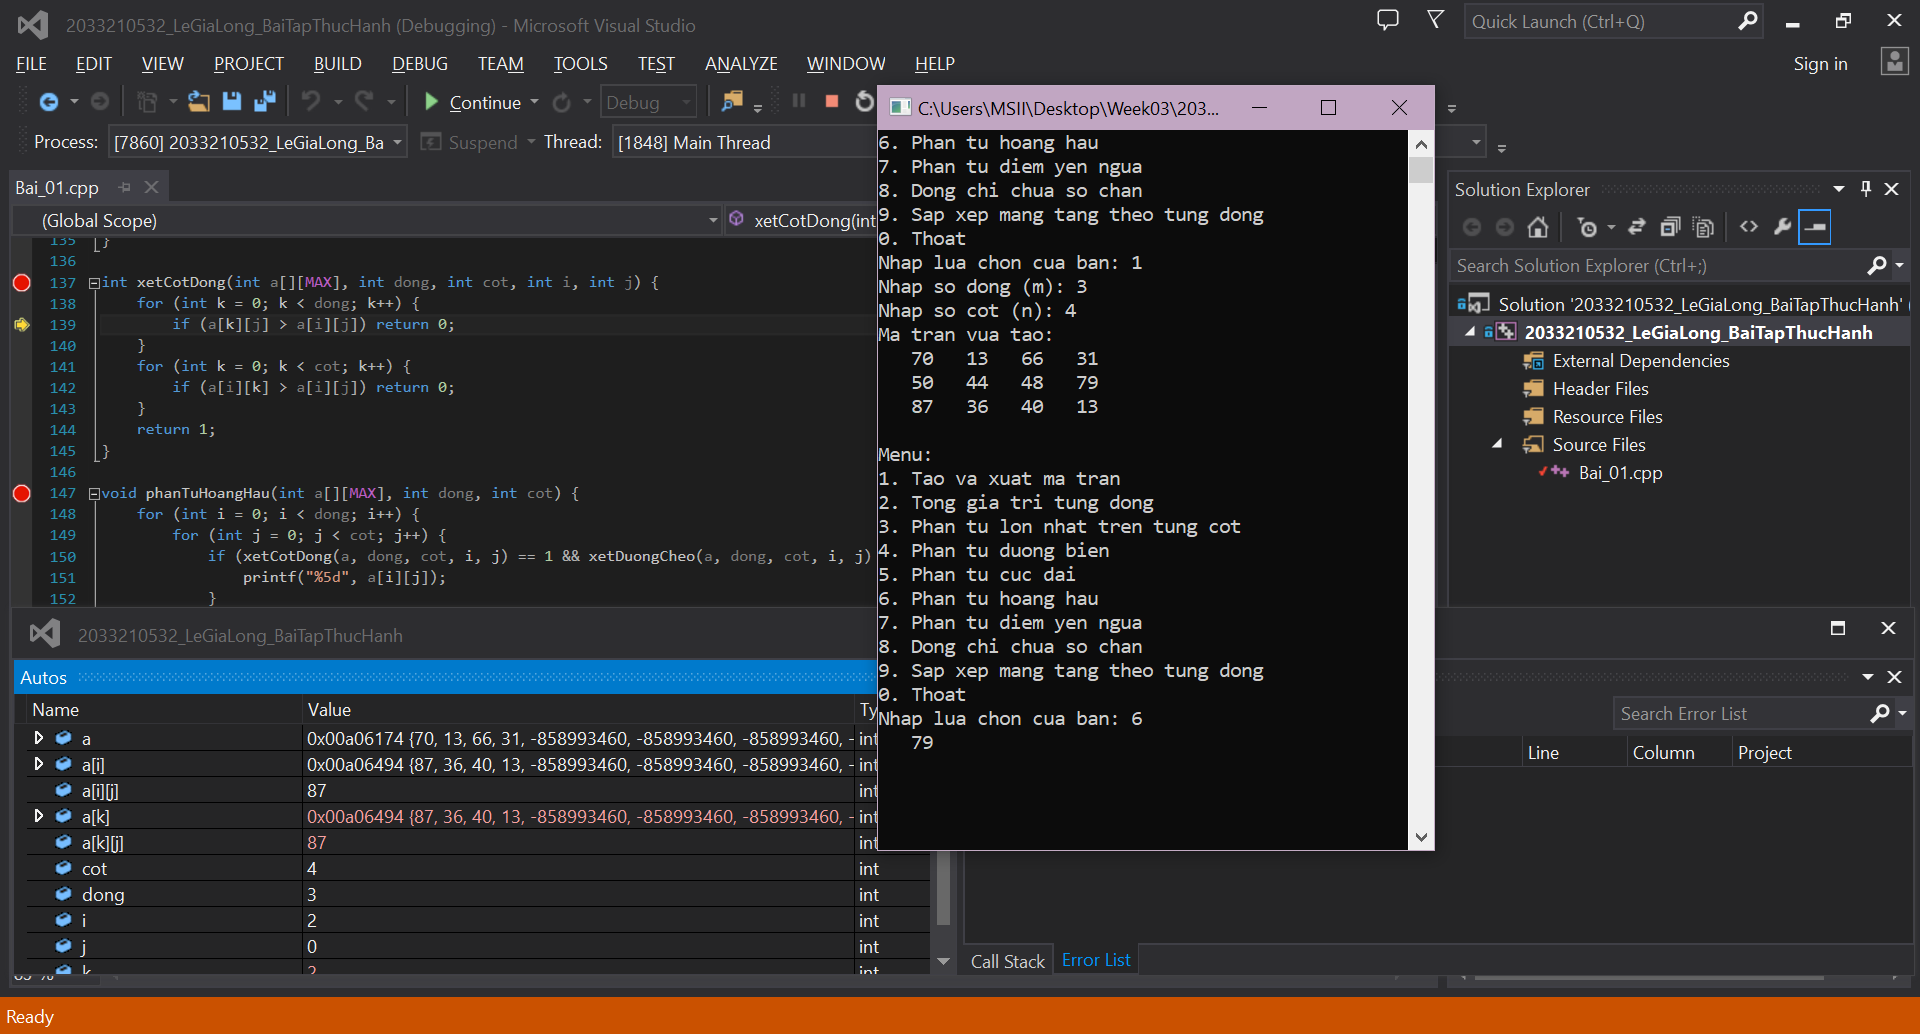 2033210532_LeGiaLong_BaiTapThucHanh (Debugging) - Microsoft Visual Studio
Quick Launch (Ctrl+Q)
FILE EDIT VIEW PROJECT BUILD DEBUG TEAM TOOLS TEST ANALYZE WINDOW HELP
Sign in
Continue
Debug
Process: [7860] 2033210532_LeGiaLong_Ba
Suspend
Thread: [1848] Main Thread
Bai_01.cpp
(Global Scope)
xetCotDong(int
135 }
136
137 int xetCotDong(int a[][MAX], int dong, int cot, int i, int j) {
138 for (int k = 0; k < dong; k++) {
139 if (a[k][j] > a[i][j]) return 0;
140 }
141 for (int k = 0; k < cot; k++) {
142 if (a[i][k] > a[i][j]) return 0;
143 }
144 return 1;
145 }
146
147 void phanTuHoangHau(int a[][MAX], int dong, int cot) {
148 for (int i = 0; i < dong; i++) {
149 for (int j = 0; j < cot; j++) {
150 if (xetCotDong(a, dong, cot, i, j) == 1 && xetDuongCheo(a, dong, cot, i, j)
151 printf("%5d", a[i][j]);
152 }
C:\Users\MSII\Desktop\Week03\203...
6. Phan tu hoang hau
7. Phan tu diem yen ngua
8. Dong chi chua so chan
9. Sap xep mang tang theo tung dong
0. Thoat
Nhap lua chon cua ban: 1
Nhap so dong (m): 3
Nhap so cot (n): 4
Ma tran vua tao:
70 13 66 31
50 44 48 79
87 36 40 13
Menu:
1. Tao va xuat ma tran
2. Tong gia tri tung dong
3. Phan tu lon nhat tren tung cot
4. Phan tu duong bien
5. Phan tu cuc dai
6. Phan tu hoang hau
7. Phan tu diem yen ngua
8. Dong chi chua so chan
9. Sap xep mang tang theo tung dong
0. Thoat
Nhap lua chon cua ban: 6
79
Solution Explorer
Search Solution Explorer (Ctrl+;)
Solution '2033210532_LeGiaLong_BaiTapThucHanh' (
2033210532_LeGiaLong_BaiTapThucHanh
External Dependencies
Header Files
Resource Files
Source Files
Bai_01.cpp
2033210532_LeGiaLong_BaiTapThucHanh
Autos
Name Value Ty
a 0x00a06174 {70, 13, 66, 31, -858993460, -858993460, -858993460, - int
a[i] 0x00a06494 {87, 36, 40, 13, -858993460, -858993460, -858993460, - int
a[i][j] 87 int
a[k] 0x00a06494 {87, 36, 40, 13, -858993460, -858993460, -858993460, - int
a[k][j] 87 int
cot 4 int
dong 3 int
i 2 int
j 0 int
k 2 int
Search Error List
Line Column Project
Call Stack Error List
Ready